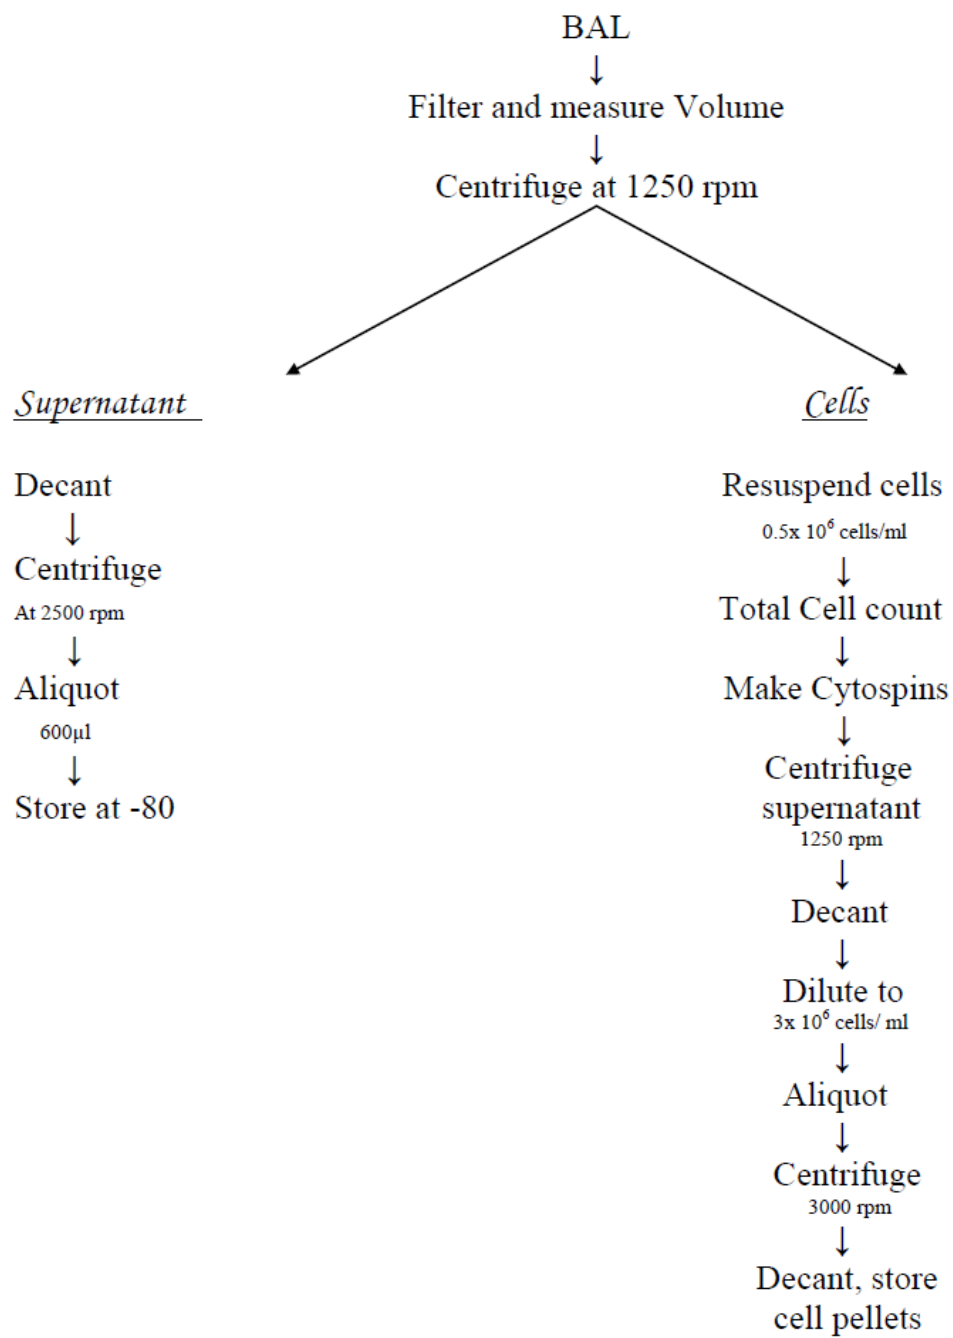 BAL
↓
Filter and measure Volume
↓
Centrifuge at 1250 rpm
Supernatant
Decant
↓
Centrifuge
At 2500 rpm
↓
Aliquot
600µl
↓
Store at -80
Cells
Resuspend cells
0.5x 10⁶ cells/ml
↓
Total Cell count
↓
Make Cytospins
↓
Centrifuge
supernatant
1250 rpm
↓
Decant
↓
Dilute to
3x 10⁶ cells/ ml
↓
Aliquot
↓
Centrifuge
3000 rpm
↓
Decant, store
cell pellets